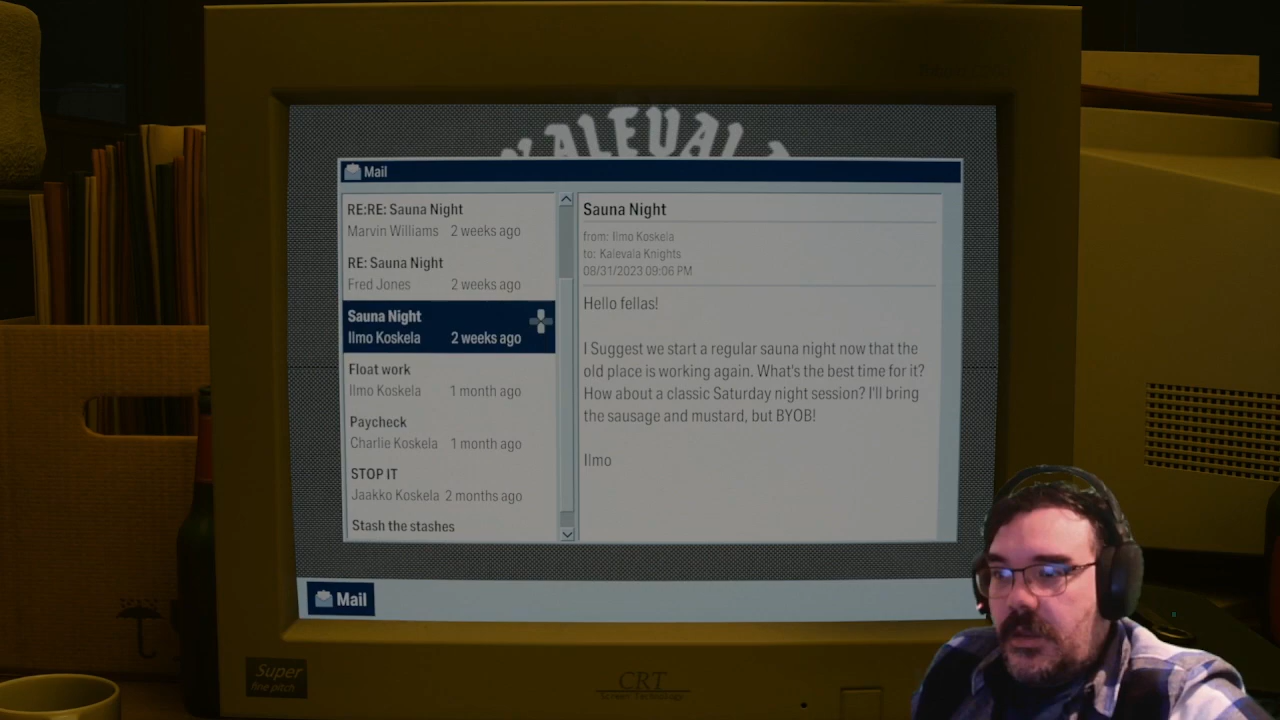 KALEVALA
Mail
RE:RE: Sauna Night
Marvin Williams 2 weeks ago
RE: Sauna Night
Fred Jones 2 weeks ago
Sauna Night
Ilmo Koskela 2 weeks ago
Float work
Ilmo Koskela 1 month ago
Paycheck
Charlie Koskela 1 month ago
STOP IT
Jaakko Koskela 2 months ago
Stash the stashes
Sauna Night
from: Ilmo Koskela
to: Kalevala Knights
08/31/2023 09:06 PM
Hello fellas!
I Suggest we start a regular sauna night now that the
old place is working again. What's the best time for it?
How about a classic Saturday night session? I'll bring
the sausage and mustard, but BYOB!
Ilmo
Mail
Super
fine pitch
CRT
Screen Technology